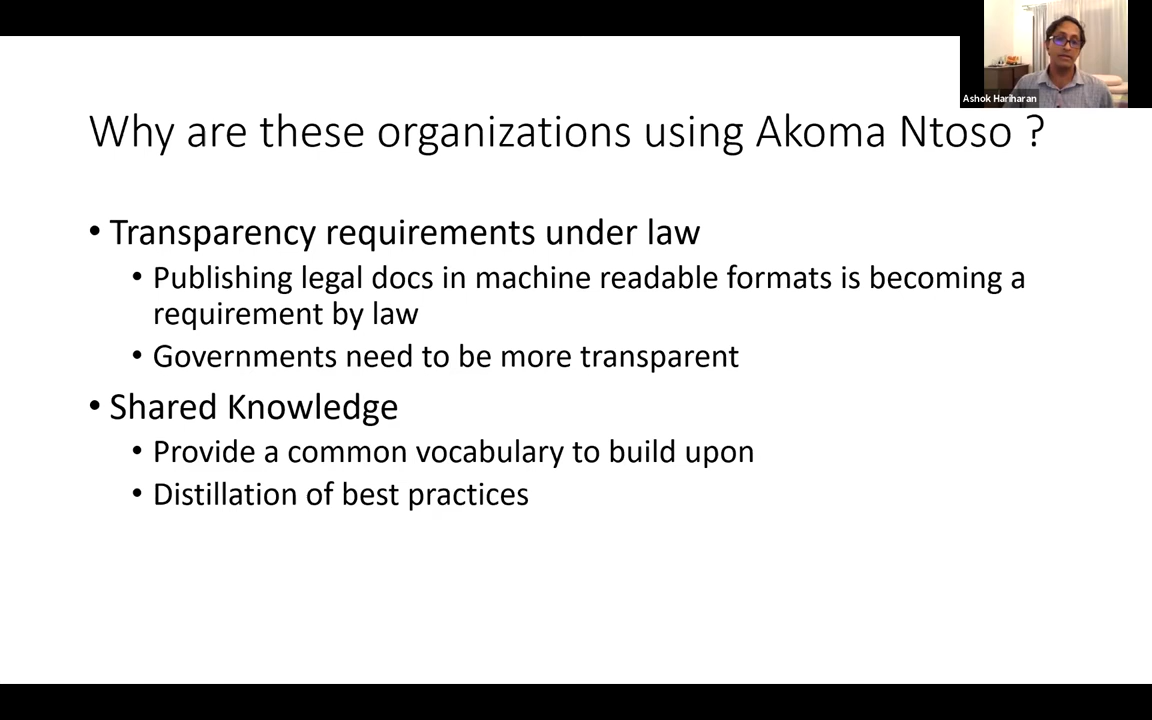 Ashok Hariharan
Why are these organizations using Akoma Ntoso ?
• Transparency requirements under law
• Publishing legal docs in machine readable formats is becoming a
requirement by law
• Governments need to be more transparent
• Shared Knowledge
• Provide a common vocabulary to build upon
• Distillation of best practices